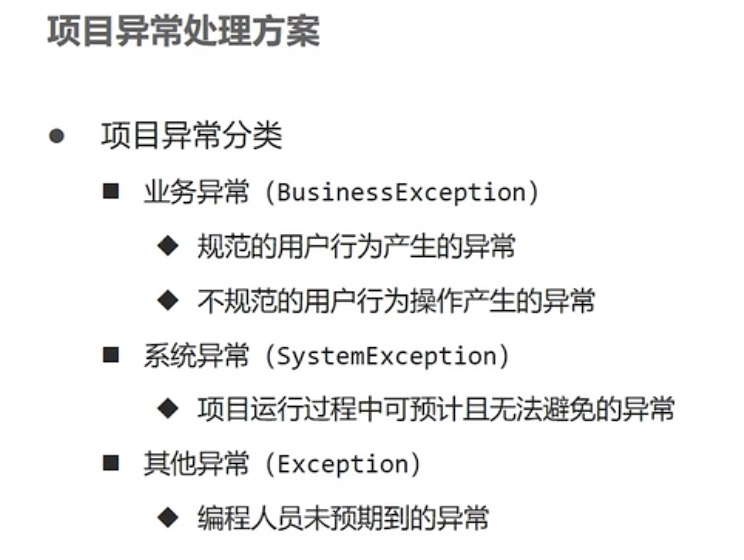 项目异常处理方案
● 项目异常分类
■ 业务异常（BusinessException）
◆ 规范的用户行为产生的异常
◆ 不规范的用户行为操作产生的异常
■ 系统异常（SystemException）
◆ 项目运行过程中可预计且无法避免的异常
■ 其他异常（Exception）
◆ 编程人员未预期到的异常